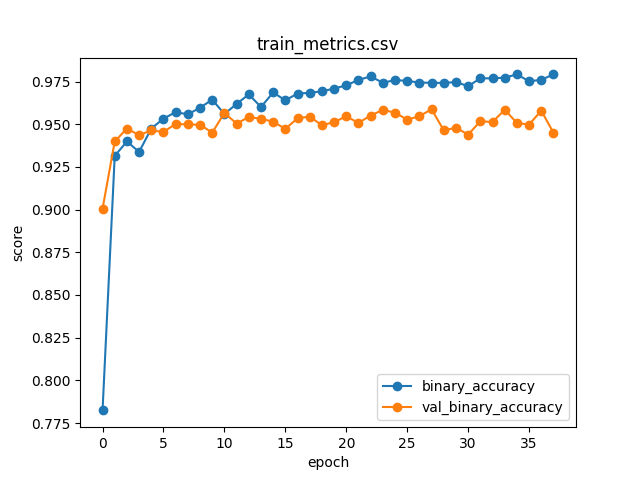 train_metrics.csv
score
0.975
0.950
0.925
0.900
0.875
0.850
0.825
0.800
0.775
binary_accuracy
val_binary_accuracy
0 5 10 15 20 25 30 35
epoch